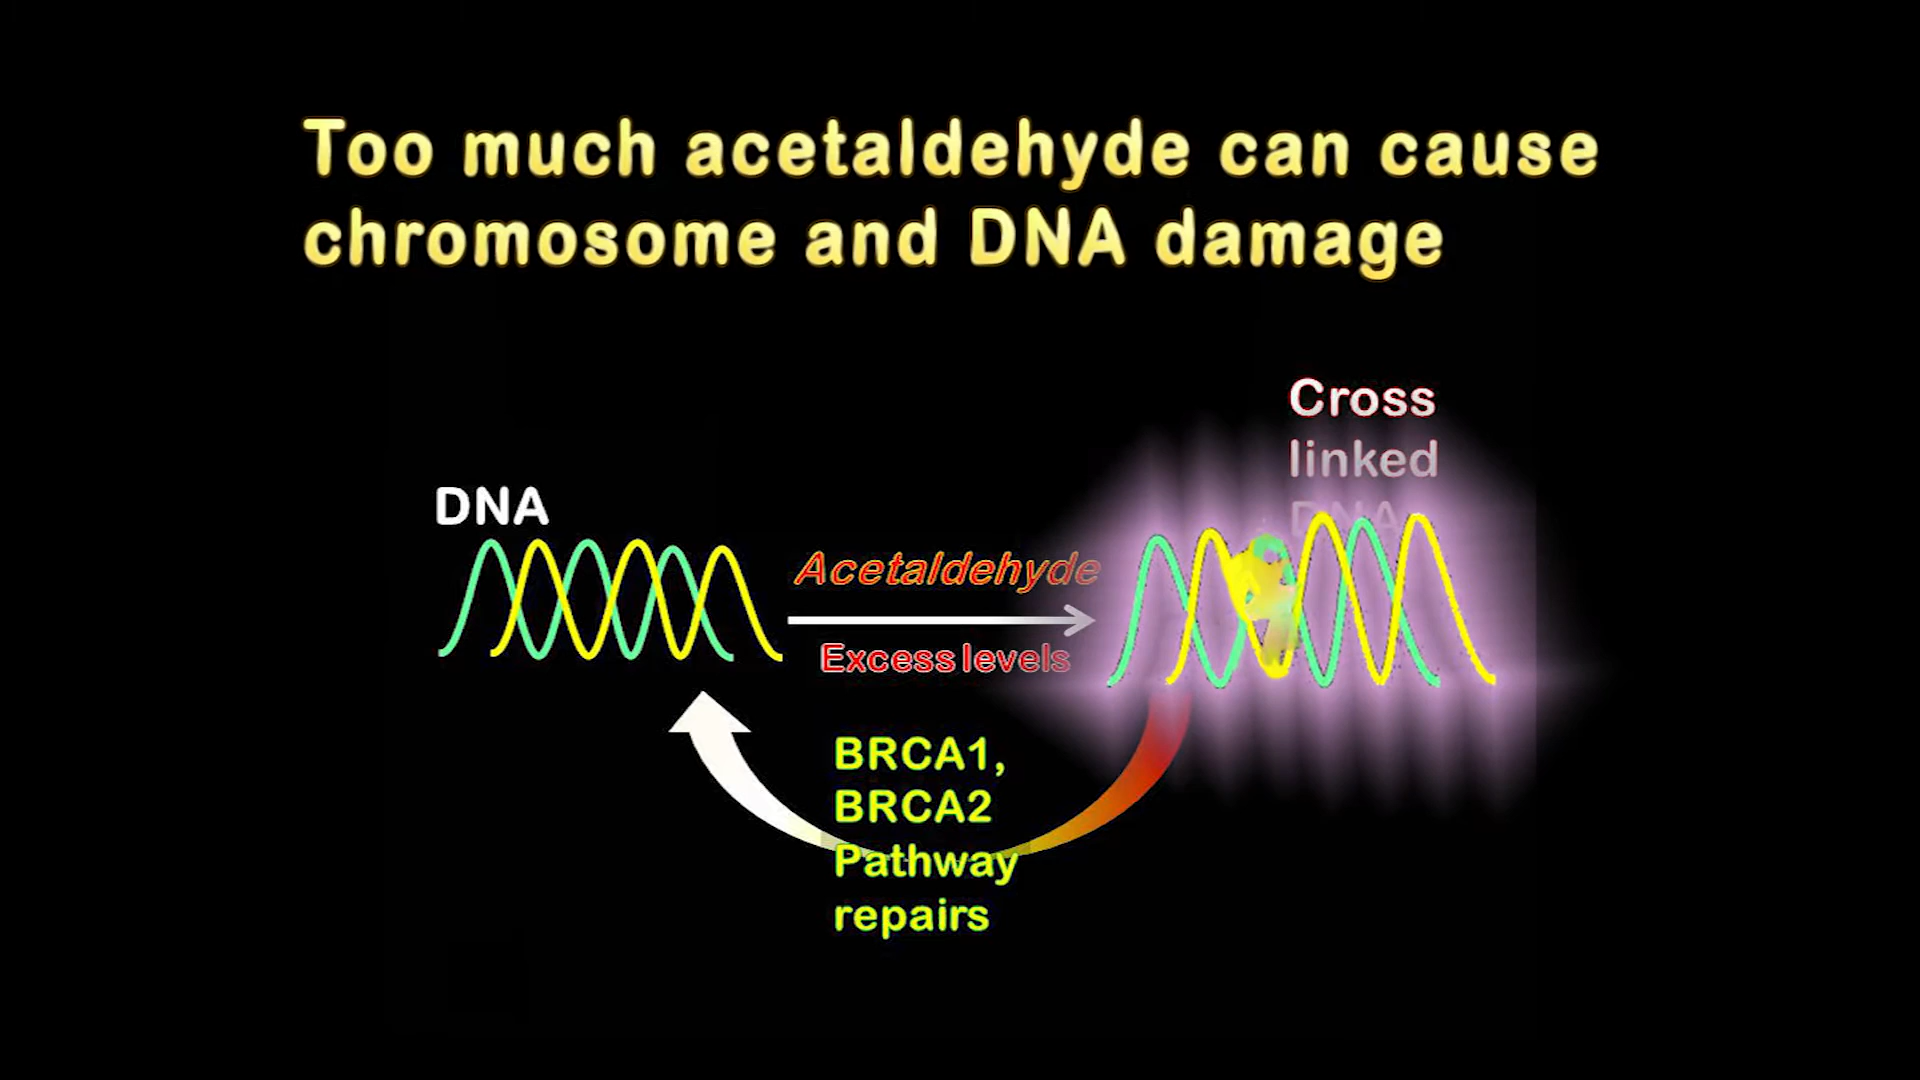 Too much acetaldehyde can cause
chromosome and DNA damage
Cross
linked
DNA
DNA
Acetaldehyde
Excess levels
BRCA1,
BRCA2
Pathway
repairs